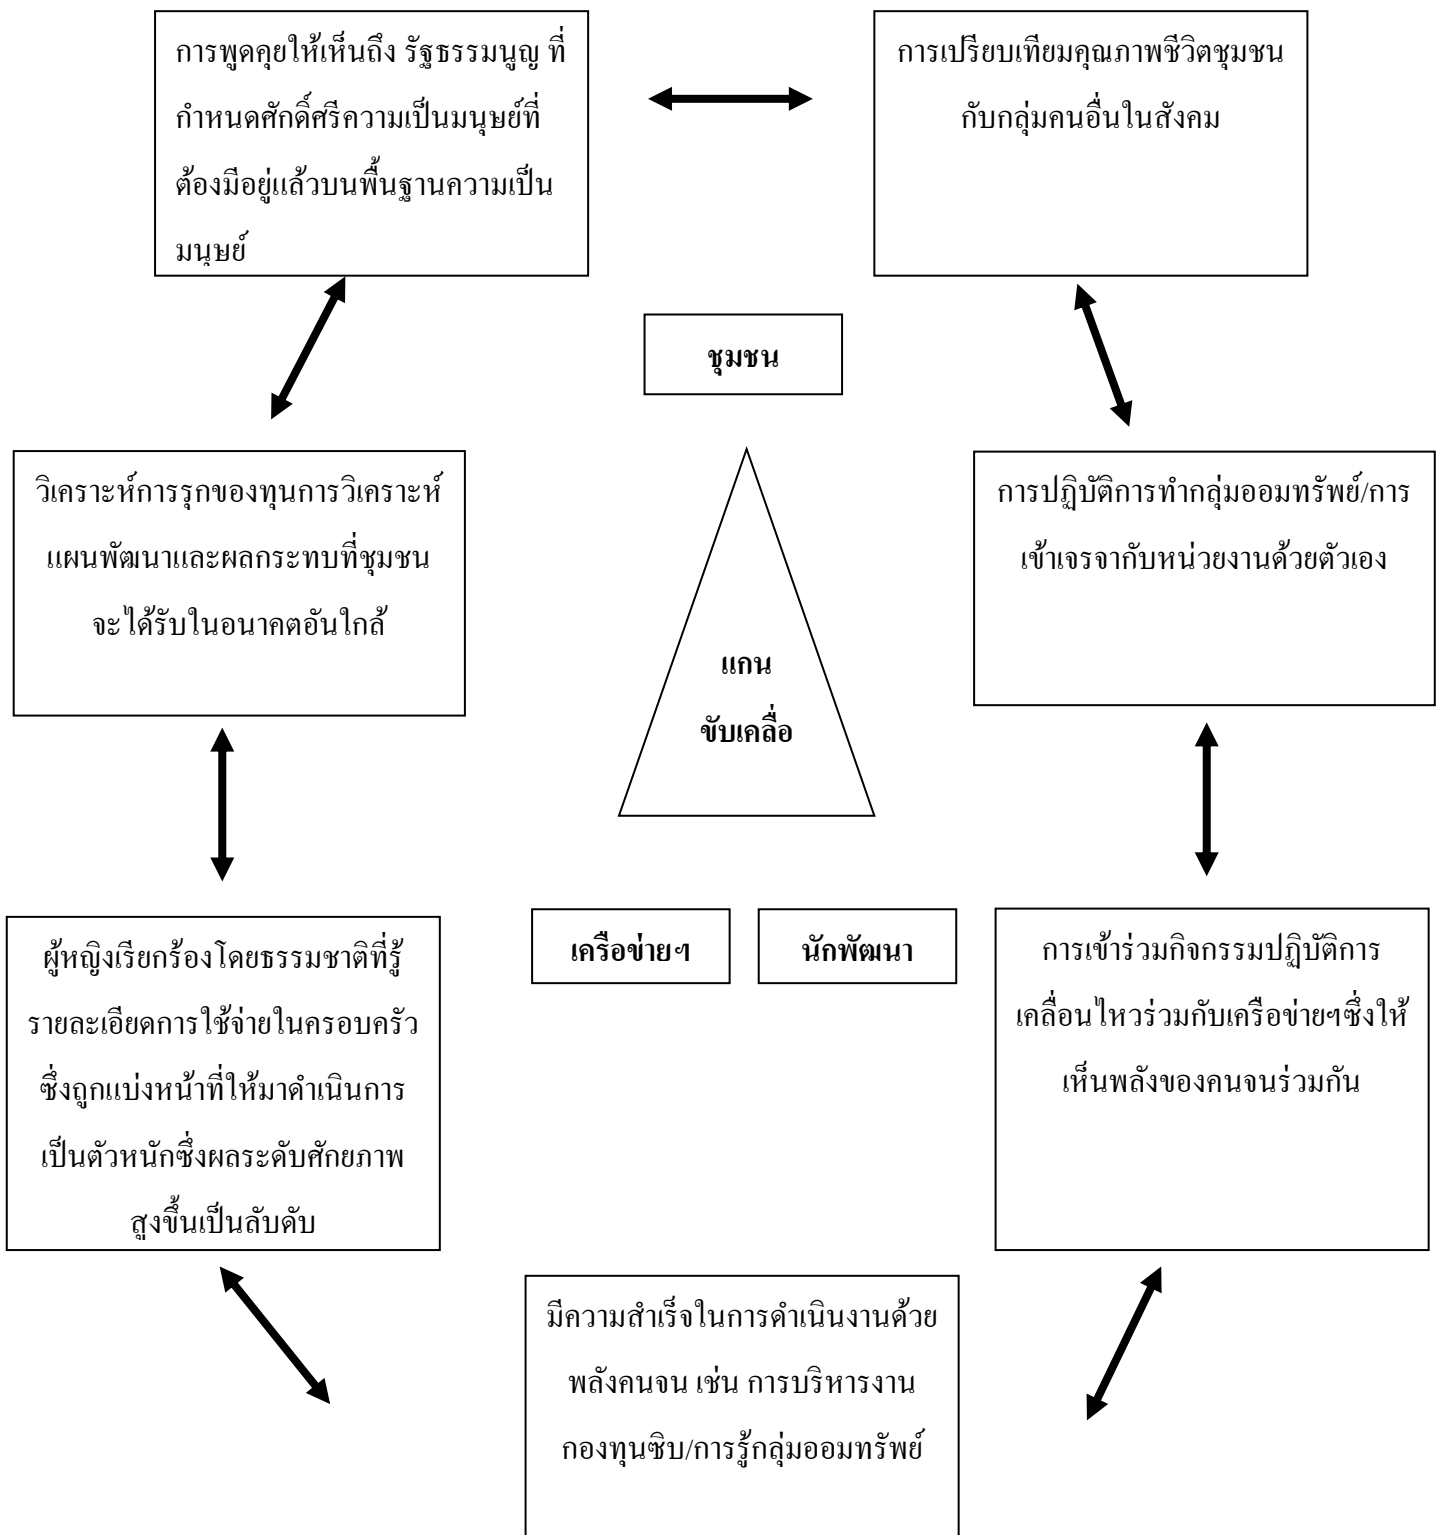 การพูดคุยให้เห็นถึง รัฐธรรมนูญ ที่
กำหนดศักดิ์ศรีความเป็นมนุษย์ที่
ต้องมีอยู่แล้วบนพื้นฐานความเป็น
มนุษย์
การเปรียบเทียมคุณภาพชีวิตชุมชน
กับกลุ่มคนอื่นในสังคม
ชุมชน
วิเคราะห์การรุกของทุนการวิเคราะห์
แผนพัฒนาและผลกระทบที่ชุมชน
จะได้รับในอนาคตอันใกล้
การปฏิบัติการทำกลุ่มออมทรัพย์/การ
เข้าเจรจากับหน่วยงานด้วยตัวเอง
แกน
ขับเคลื่อ
ผู้หญิงเรียกร้องโดยธรรมชาติที่รู้
รายละเอียดการใช้จ่ายในครอบครัว
ซึ่งถูกแบ่งหน้าที่ให้มาดำเนินการ
เป็นตัวหนักซึ่งผลระดับศักยภาพ
สูงขึ้นเป็นลับดับ
เครือข่ายฯ
นักพัฒนา
การเข้าร่วมกิจกรรมปฏิบัติการ
เคลื่อนไหวร่วมกับเครือข่ายฯซึ่งให้
เห็นพลังของคนจนร่วมกัน
มีความสำเร็จในการดำเนินงานด้วย
พลังคนจน เช่น การบริหารงาน
กองทุนซิบ/การรู้กลุ่มออมทรัพย์